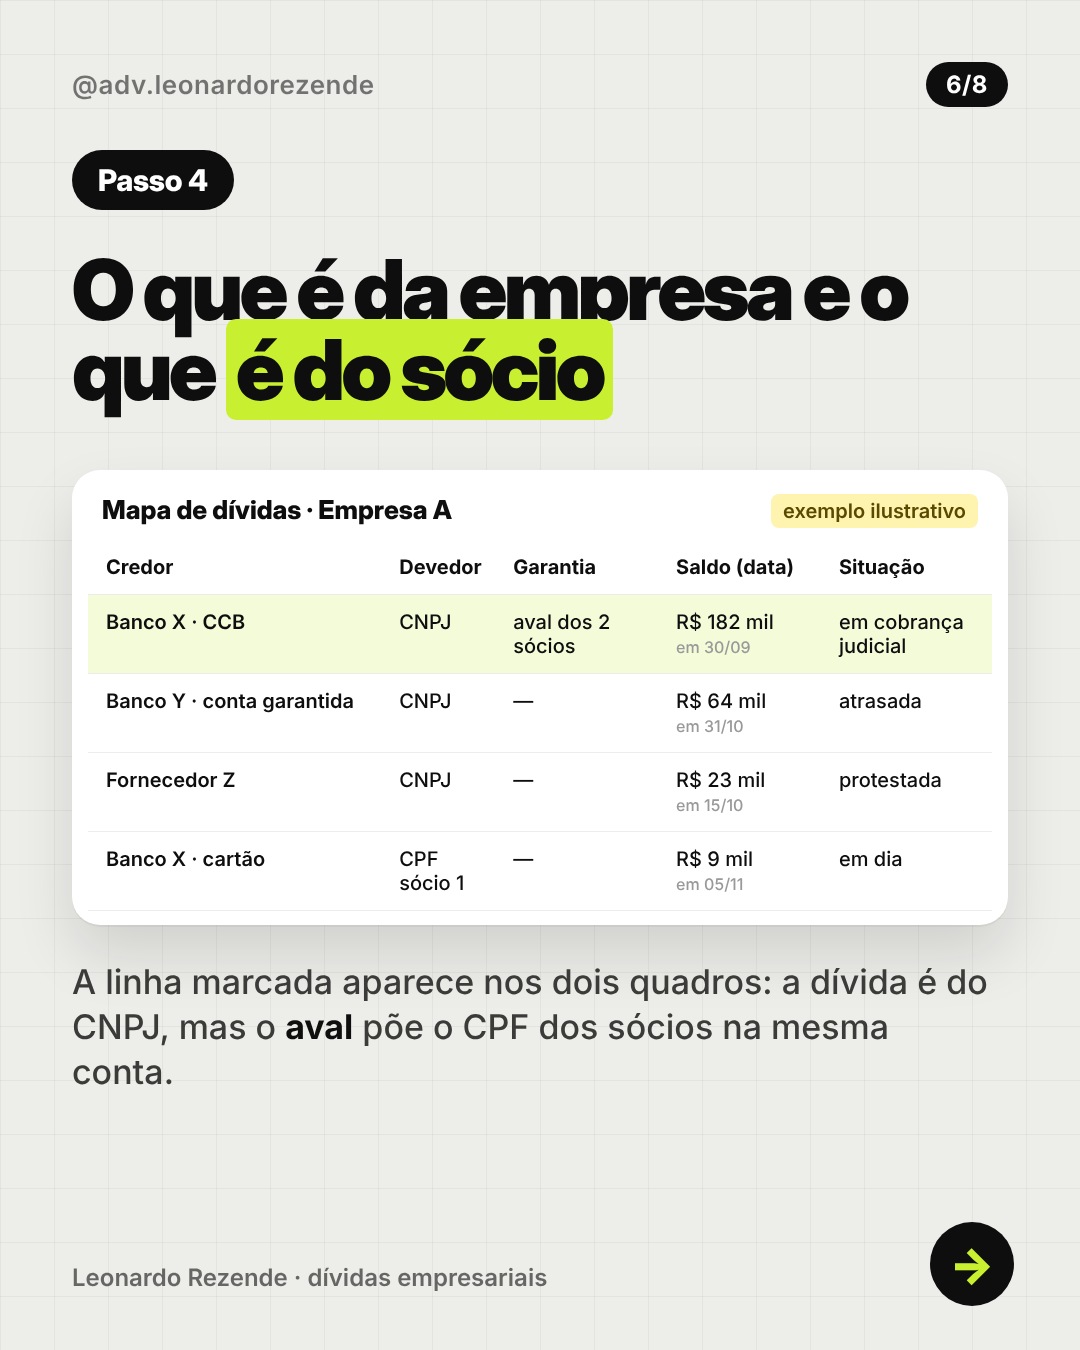 @adv.leonardorezende
6/8
Passo 4
O que é da empresa e o
que é do sócio
Mapa de dívidas · Empresa A
exemplo ilustrativo
Credor Devedor Garantia Saldo (data) Situação
Banco X · CCB CNPJ aval dos 2 R$ 182 mil em cobrança
sócios em 30/09 judicial
Banco Y · conta garantida CNPJ — R$ 64 mil atrasada
em 31/10
Fornecedor Z CNPJ — R$ 23 mil protestada
em 15/10
Banco X · cartão CPF — R$ 9 mil em dia
sócio 1 em 05/11
A linha marcada aparece nos dois quadros: a dívida é do
CNPJ, mas o aval põe o CPF dos sócios na mesma
conta.
Leonardo Rezende · dívidas empresariais